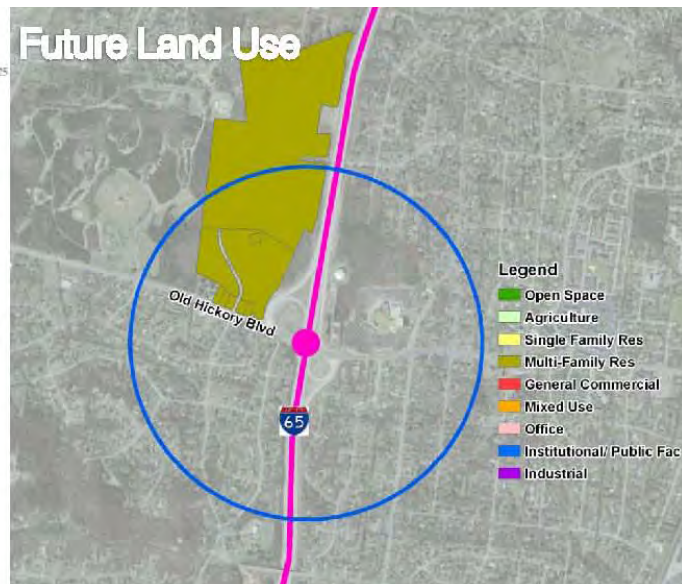 Future Land Use
25
Old Hickory Blvd
65
Legend
Open Space
Agriculture
Single Family Res
Multi-Family Res
General Commercial
Mixed Use
Office
Institutional/ Public Fac
Industrial